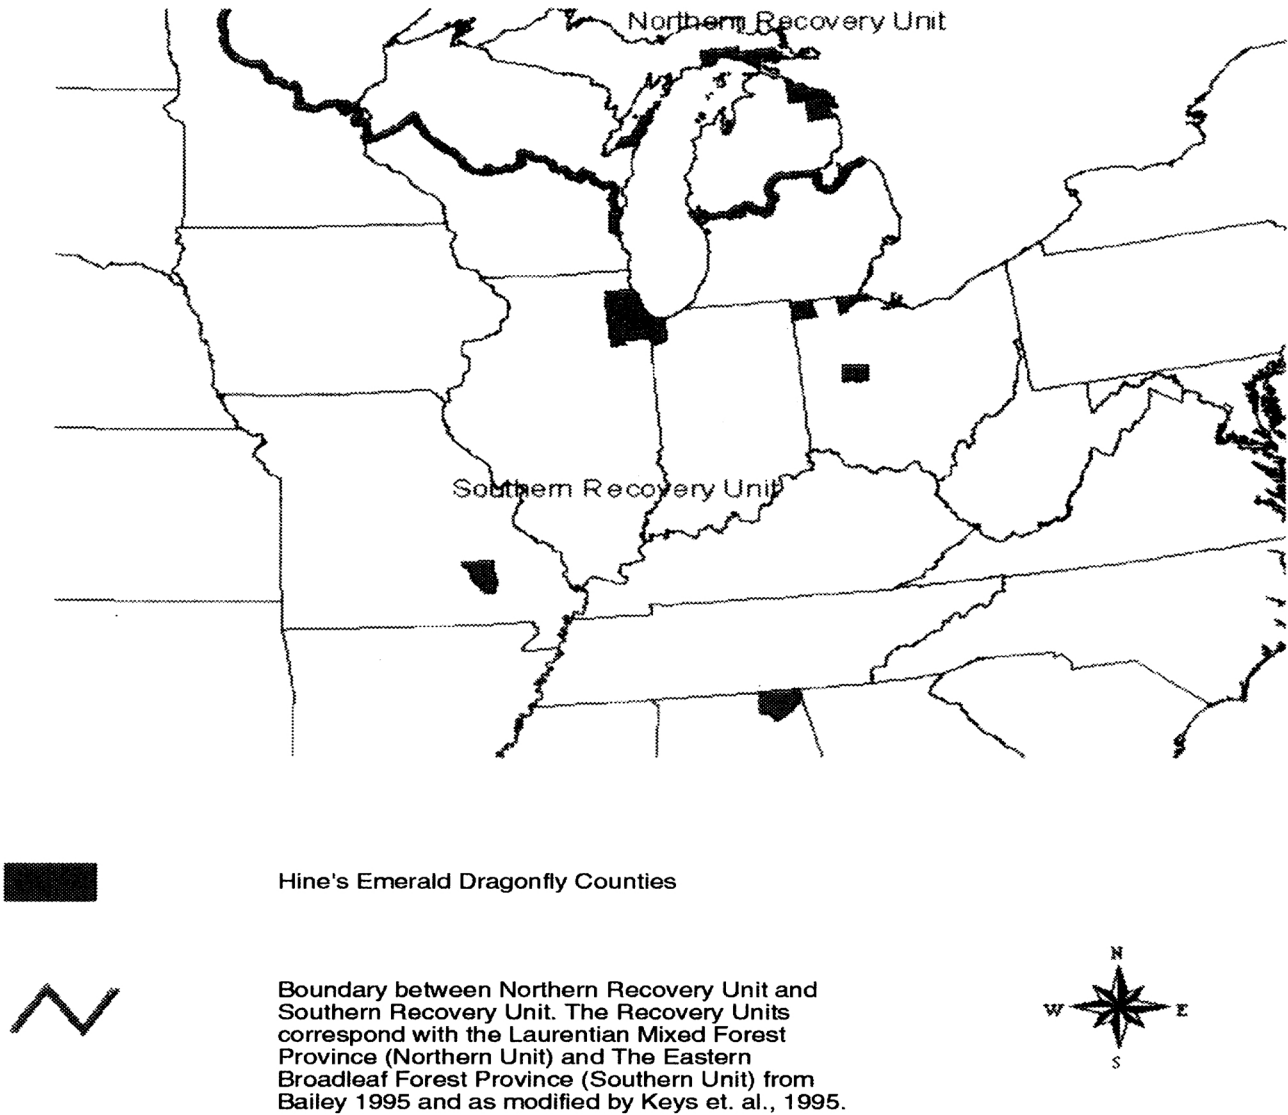 Northern Recovery Unit
Southern Recovery Unit
Hine's Emerald Dragonfly Counties
Boundary between Northern Recovery Unit and
Southern Recovery Unit. The Recovery Units
correspond with the Laurentian Mixed Forest
Province (Northern Unit) and The Eastern
Broadleaf Forest Province (Southern Unit) from
Bailey 1995 and as modified by Keys et. al., 1995.
N
W E
S